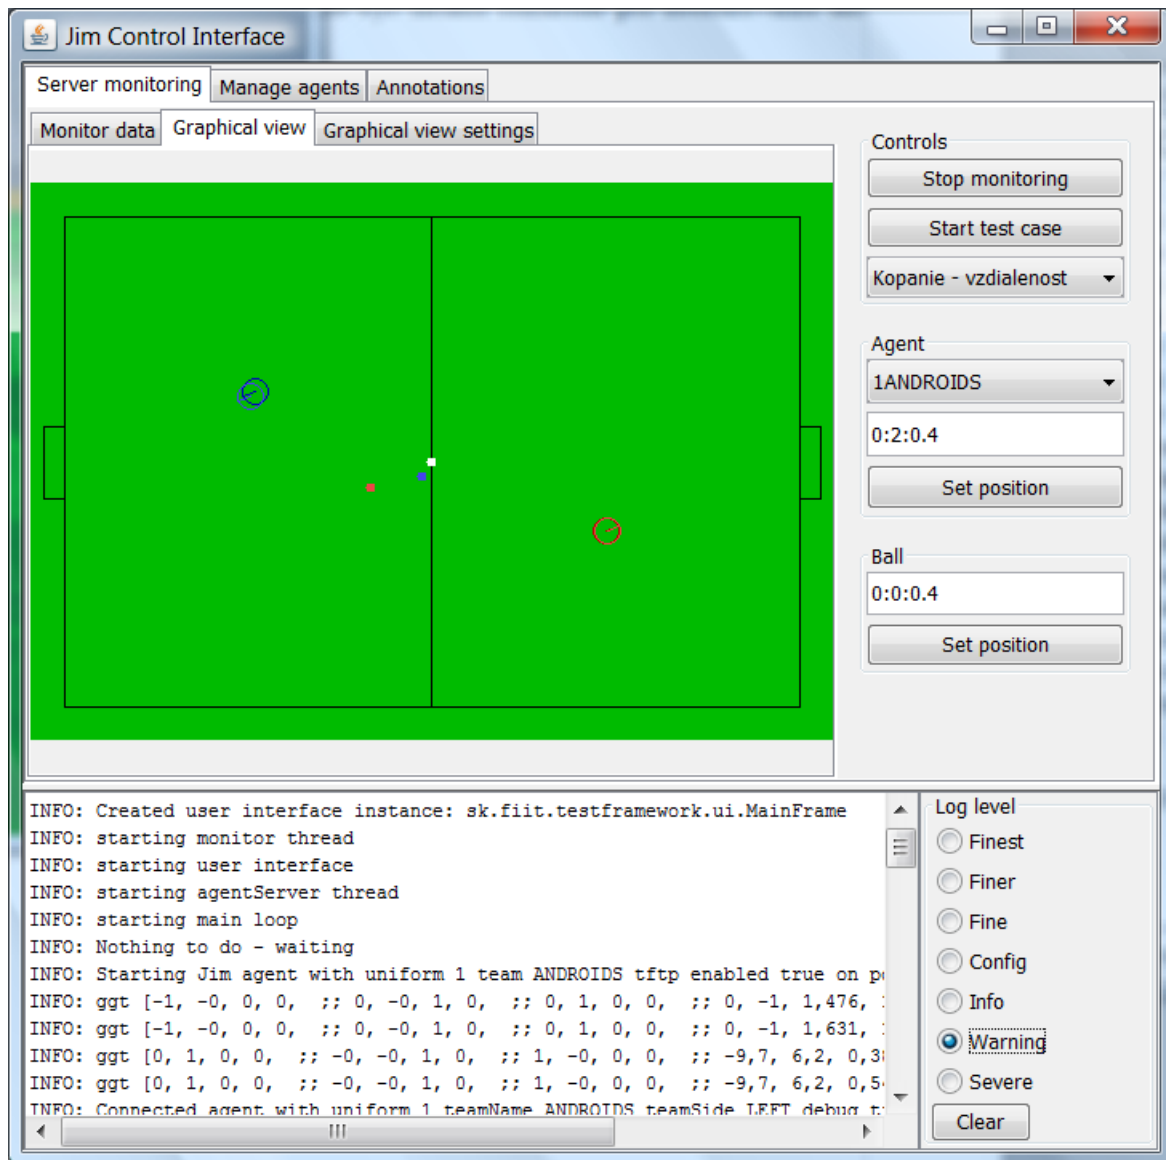 Jim Control Interface
Server monitoring
Manage agents
Annotations
Monitor data
Graphical view
Graphical view settings
Controls
Stop monitoring
Start test case
Kopanie - vzdialenost
Agent
1ANDROIDS
0:2:0.4
Set position
Ball
0:0:0.4
Set position
INFO: Created user interface instance: sk.fiit.testframework.ui.MainFrame
INFO: starting monitor thread
INFO: starting user interface
INFO: starting agentServer thread
INFO: starting main loop
INFO: Nothing to do - waiting
INFO: Starting Jim agent with uniform 1 team ANDROIDS tftp enabled true on
INFO: ggt [-1, -0, 0, 0,  ;; 0, -0, 1, 0,  ;; 0, 1, 0, 0,  ;; 0, -1, 1,476,
INFO: ggt [-1, -0, 0, 0,  ;; 0, -0, 1, 0,  ;; 0, 1, 0, 0,  ;; 0, -1, 1,631,
INFO: ggt [0, 1, 0, 0,  ;; -0, -0, 1, 0,  ;; 1, -0, 0, 0,  ;; -9,7, 6,2,
INFO: ggt [0, 1, 0, 0,  ;; -0, -0, 1, 0,  ;; 1, -0, 0, 0,  ;; -9,7, 6,2,
INFO: Connected agent with uniform 1 teamName ANDROIDS teamSide LEFT debug
Log level
Finest
Finer
Fine
Config
Info
Warning
Severe
Clear